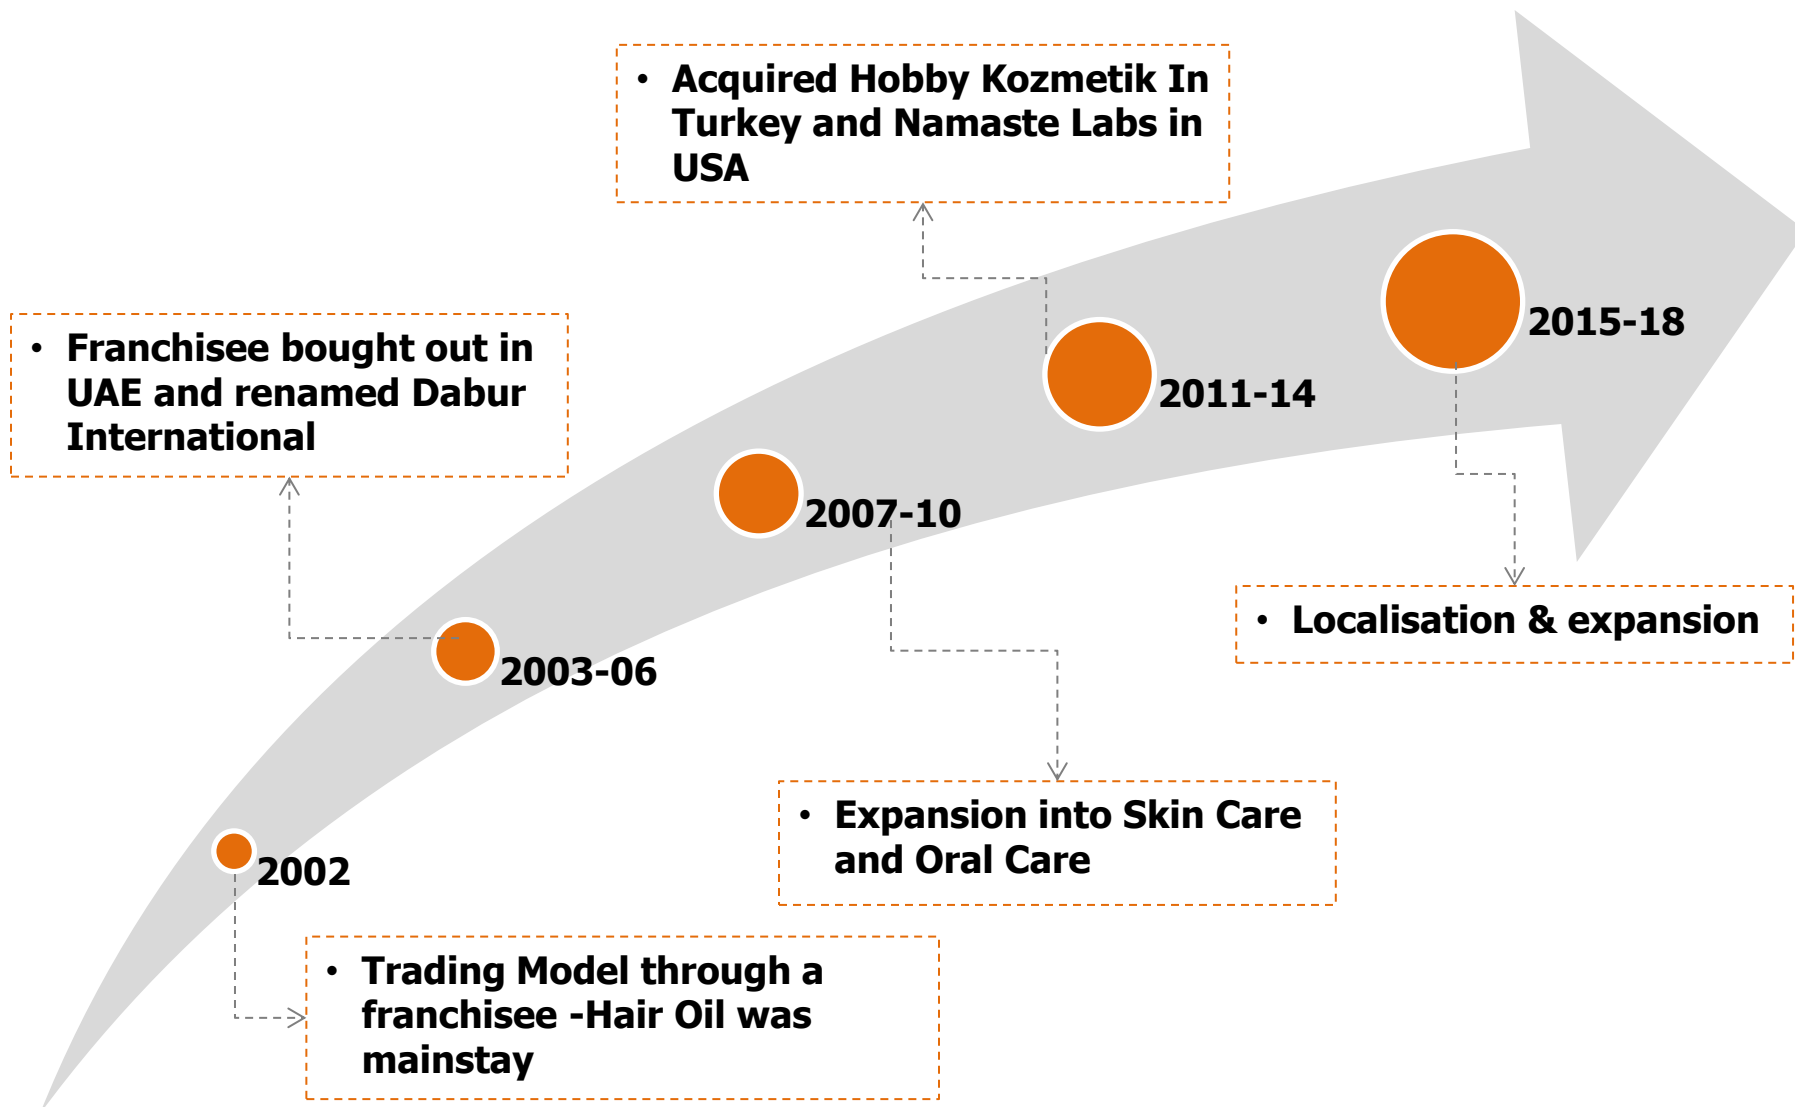 • Acquired Hobby Kozmetik In
Turkey and Namaste Labs in
USA
2015-18
• Franchisee bought out in
UAE and renamed Dabur
International
2011-14
2007-10
• Localisation & expansion
2003-06
• Expansion into Skin Care
and Oral Care
2002
• Trading Model through a
franchisee -Hair Oil was
mainstay